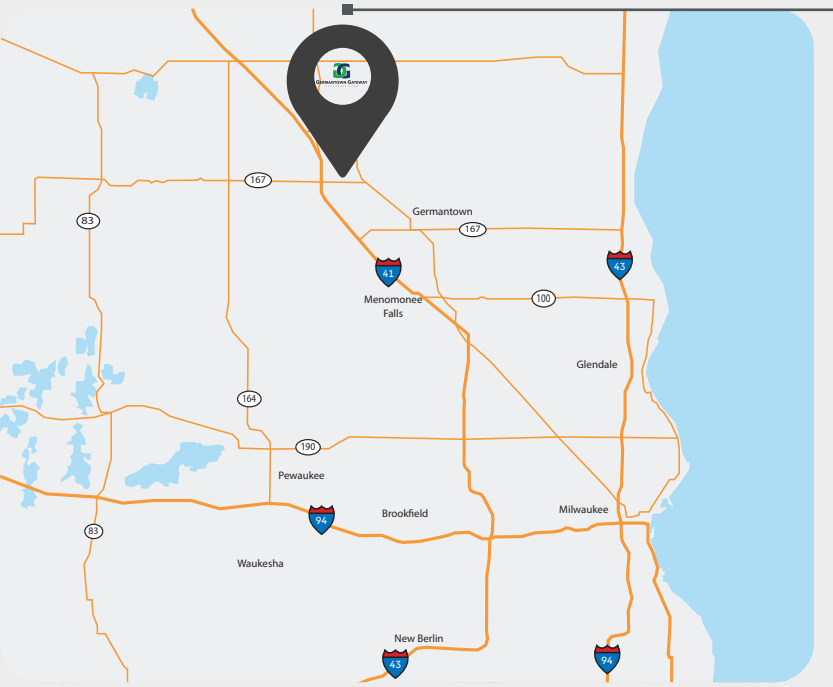 GERMANTOWN GATEWAY
167
83
Germantown
167
41
43
Menomonee
Falls
100
Glendale
164
190
Pewaukee
94
Brookfield
Milwaukee
83
Waukesha
New Berlin
43
94